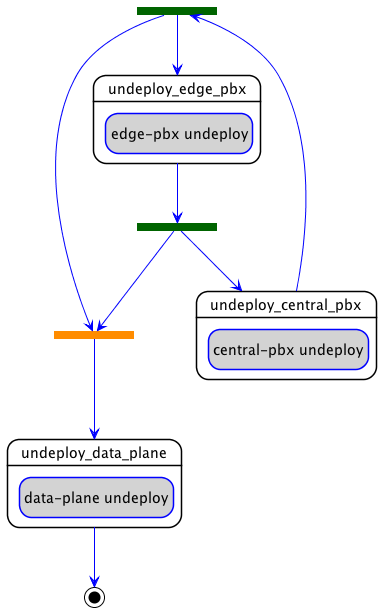 undeploy_edge_pbx
edge-pbx undeploy
undeploy_central_pbx
central-pbx undeploy
undeploy_data_plane
data-plane undeploy